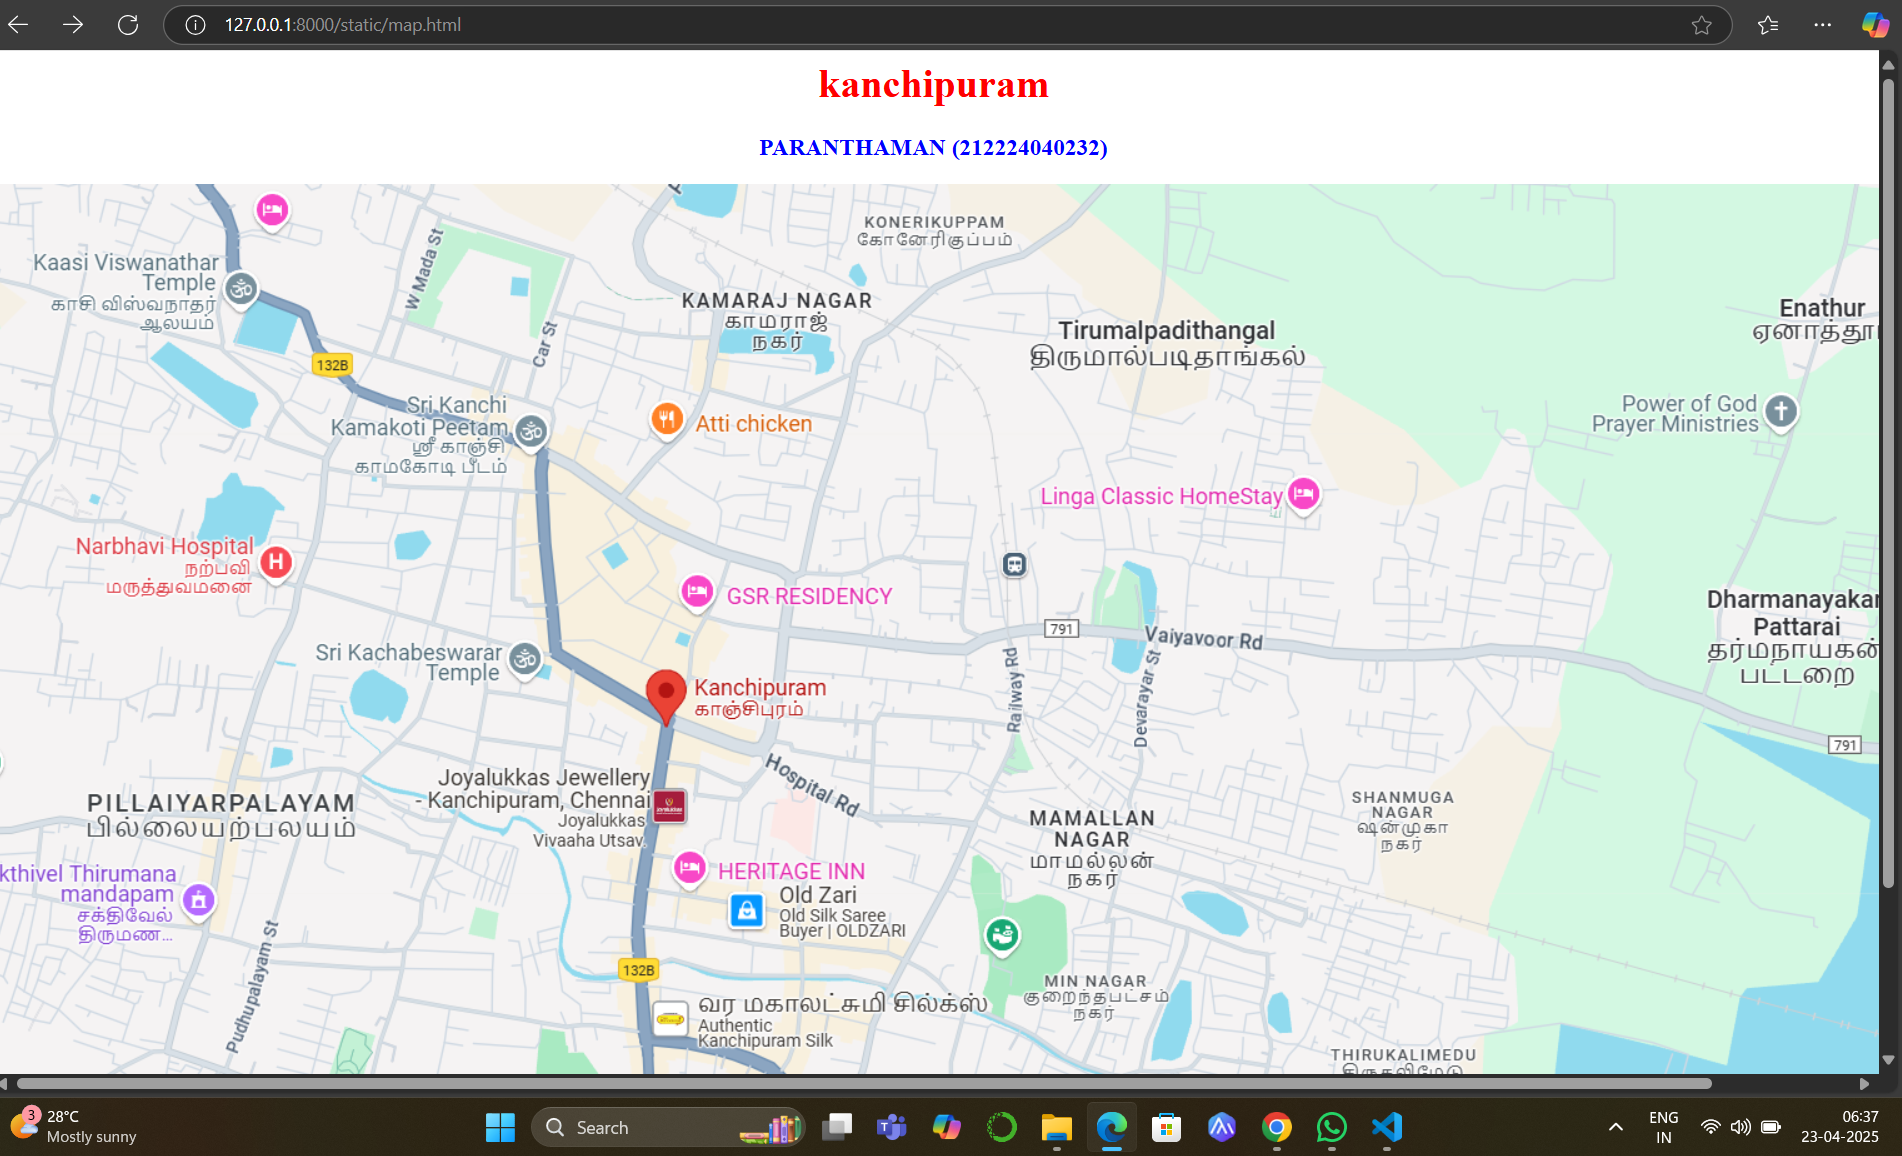 127.0.0.1:8000/static/map.html
kanchipuram
PARANTHAMAN (212224040232)
KONERIKUPPAM
கோனேரிகுப்பம்
W Mada St
Kaasi Viswanathar
Temple
காசி விஸ்வநாதர்
ஆலயம்
KAMARAJ NAGAR
காமராஜ்
நகர்
Car St
Tirumalpadithangal
திருமால்படிதாங்கல்
Enathur
132B
Sri Kanchi
Kamakoti Peetam
ஸ்ரீ காஞ்சி
காமகோடி பீடம்
Atti chicken
Power of God
Prayer Ministries
Linga Classic HomeStay
Narbhavi Hospital
நற்பவி
மருத்துவமனை
GSR RESIDENCY
Dharmanayakan
Pattarai
தர்மநாயகன்
பட்டறை
791
Vaiyavoor Rd
Sri Kachabeswarar
Temple
Railway Rd
Devarayar St
Kanchipuram
காஞ்சிபுரம்
791
Hospital Rd
Joyalukkas Jewellery
- Kanchipuram, Chennai
Joyalukkas
Vivaaha Utsav.
PILLAIYARPALAYAM
பில்லையற்பலயம்
SHANMUGA
NAGAR
ஷன்முகா
நகர்
MAMALLAN
NAGAR
மாமல்லன்
நகர்
kthivel Thirumana
mandapam
சக்திவேல்
திருமண...
HERITAGE INN
Old Zari
Old Silk Saree
Buyer | OLDZARI
Pudhupalayam St
132B
MIN NAGAR
குறைந்தபட்சம்
நகர்
வர மகாலட்சுமி சில்க்ஸ்
Authentic
Kanchipuram Silk
THIRUKALIMEDU
3
28°C
Mostly sunny
Search
ENG
IN
06:37
23-04-2025